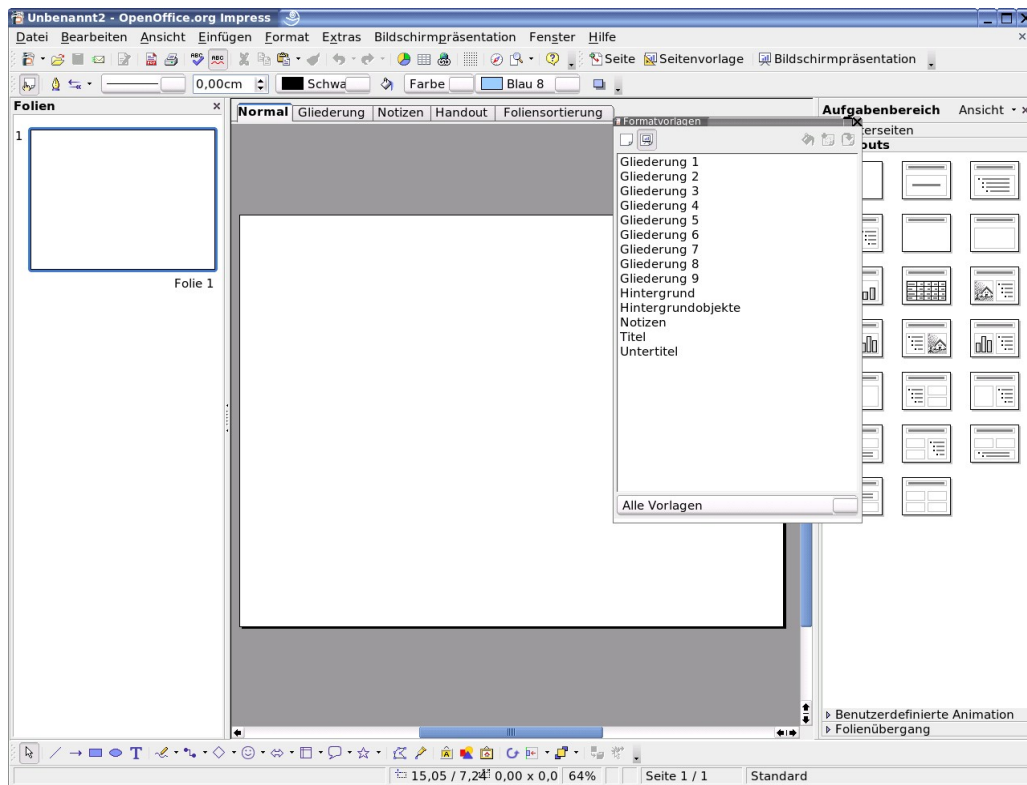 Unbenannt2 - OpenOffice.org Impress
Datei Bearbeiten Ansicht Einfügen Format Extras Bildschirmpräsentation Fenster Hilfe
Seite Seitenvorlage Bildschirmpräsentation
0,00cm Schwa Farbe Blau 8
Folien
Normal Gliederung Notizen Handout Foliensortierung
Aufgabenbereich Ansicht
Formatvorlagen
erseiten
outs
1
Folie 1
Gliederung 1
Gliederung 2
Gliederung 3
Gliederung 4
Gliederung 5
Gliederung 6
Gliederung 7
Gliederung 8
Gliederung 9
Hintergrund
Hintergrundobjekte
Notizen
Titel
Untertitel
Alle Vorlagen
Benutzerdefinierte Animation
Folienübergang
15,05 / 7,24 0,00 x 0,0 64% Seite 1 / 1 Standard